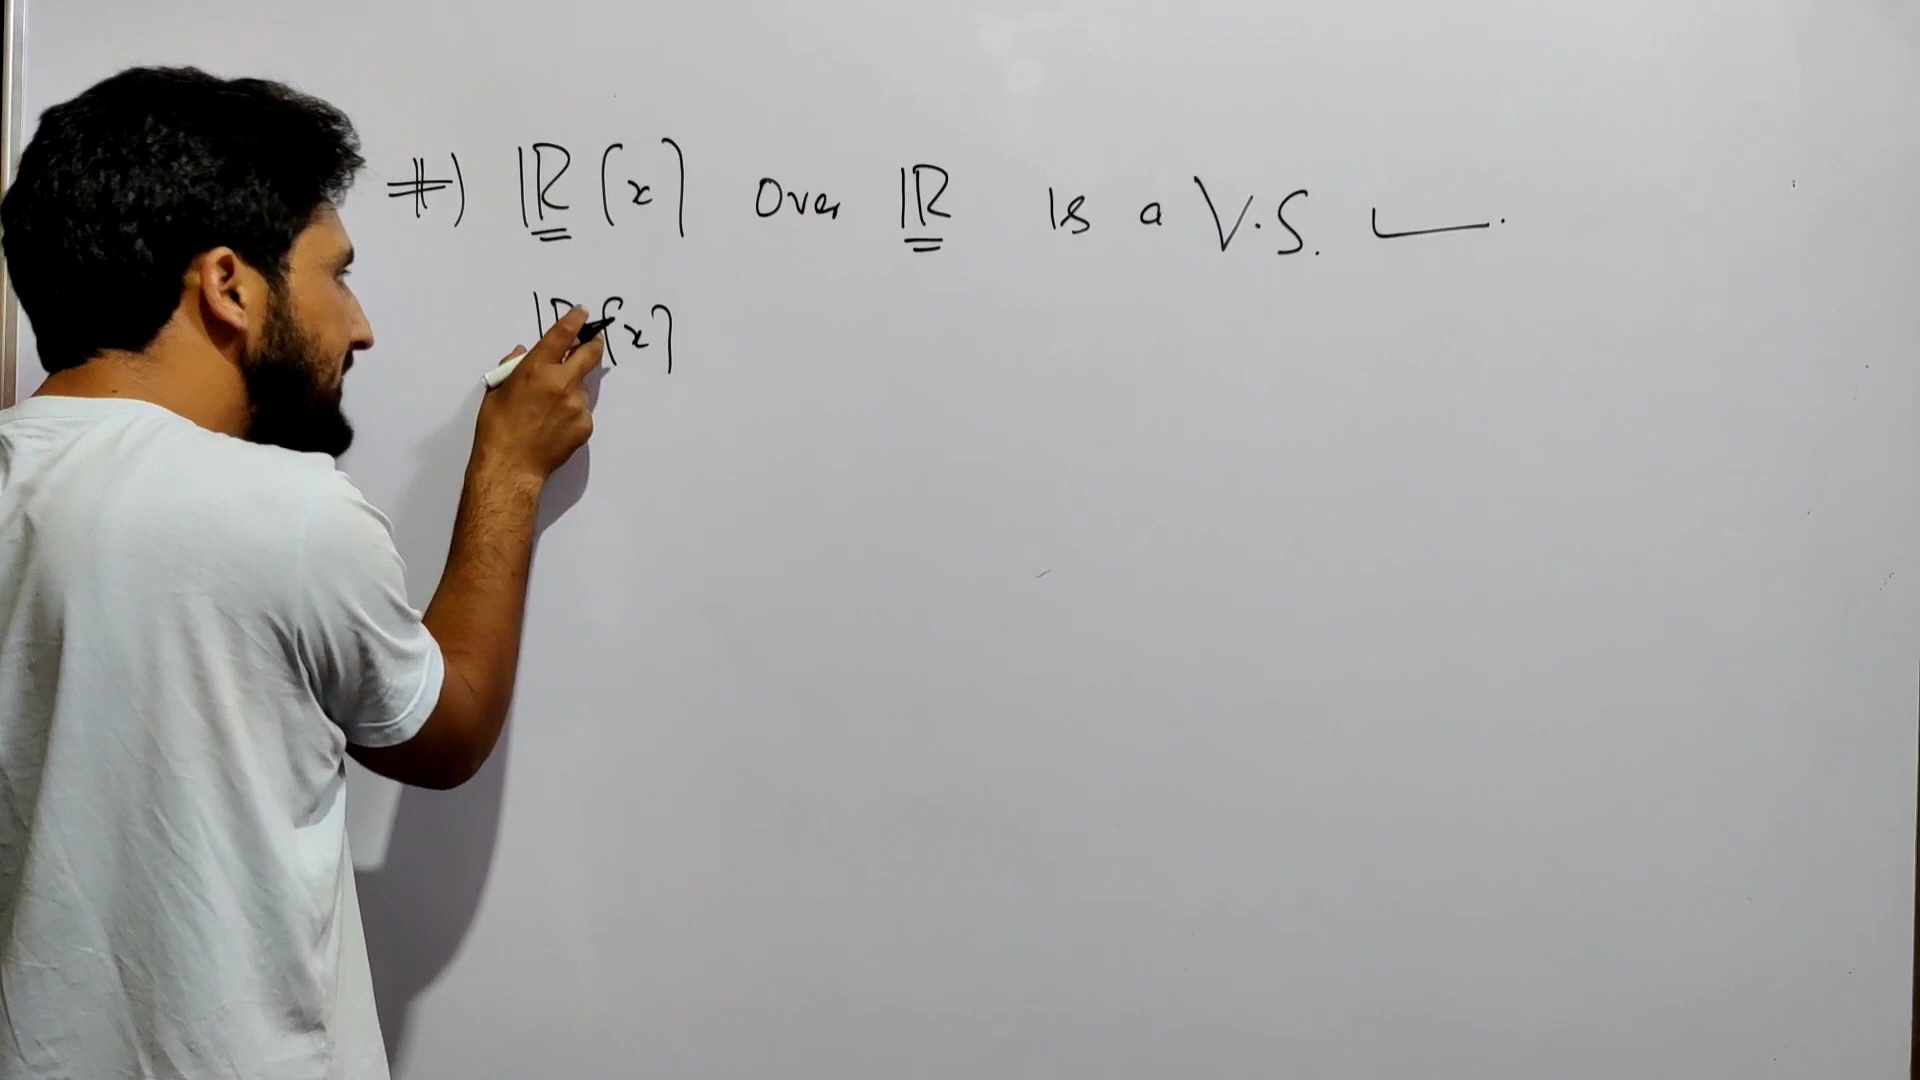 #) ℝ[x] over ℝ is a V.S.
ℝ[x]